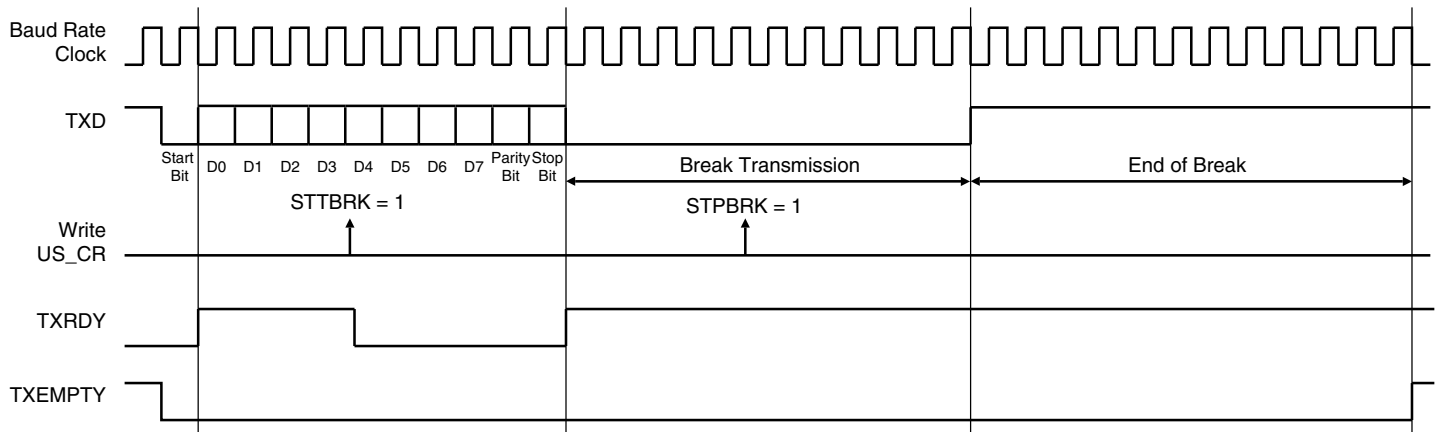 Baud Rate
Clock
TXD
Start
Bit
D0 D1 D2 D3 D4 D5 D6 D7
Parity
Bit
Stop
Bit
Break Transmission
End of Break
STTBRK = 1
STPBRK = 1
Write
US_CR
TXRDY
TXEMPTY